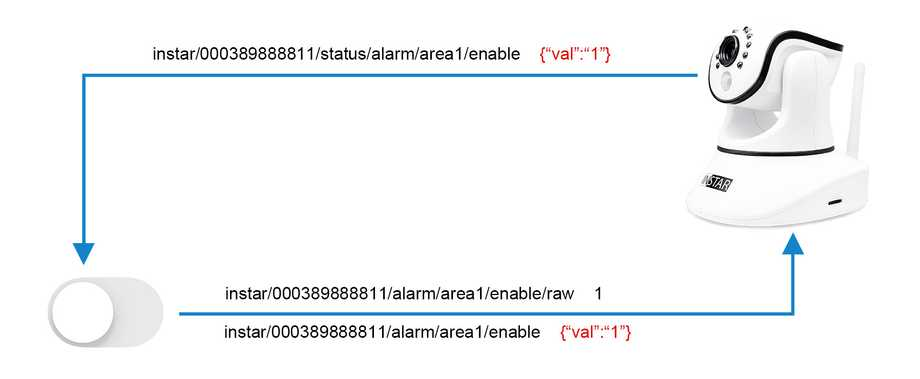 instar/000389888811/status/alarm/area1/enable {“val”:“1”}
INSTAR
instar/000389888811/alarm/area1/enable/raw 1
instar/000389888811/alarm/area1/enable {“val”:“1”}